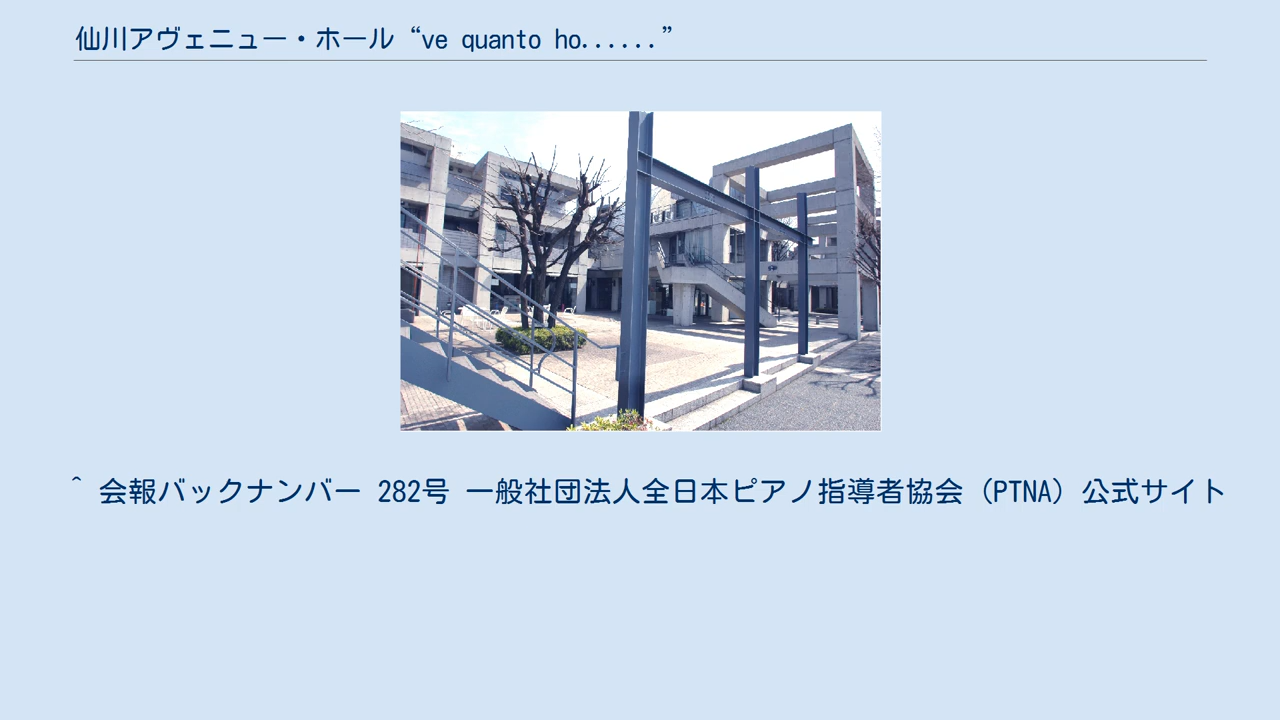 仙川アヴェニュー・ホール“ve quanto ho......”
^ 会報バックナンバー 282号 一般社団法人全日本ピアノ指導者協会（PTNA）公式サイト